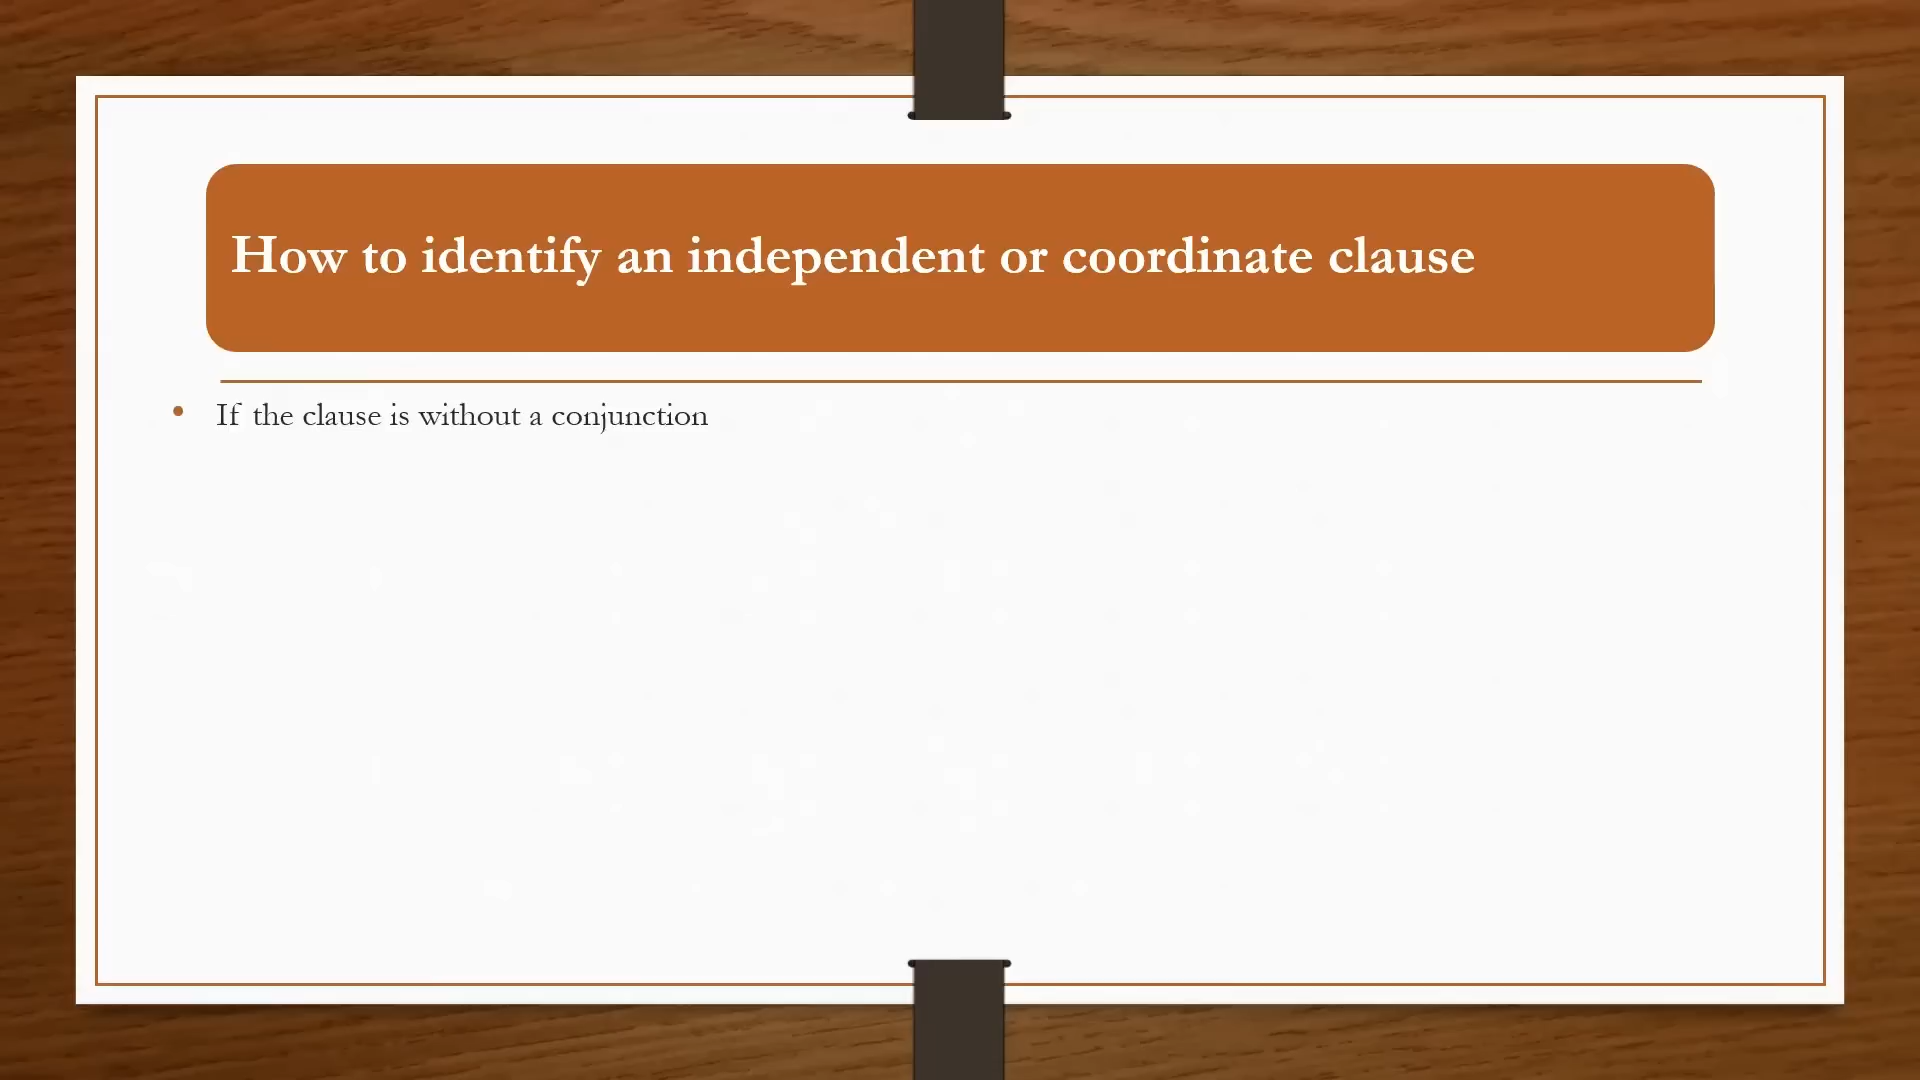 How to identify an independent or coordinate clause
• If the clause is without a conjunction